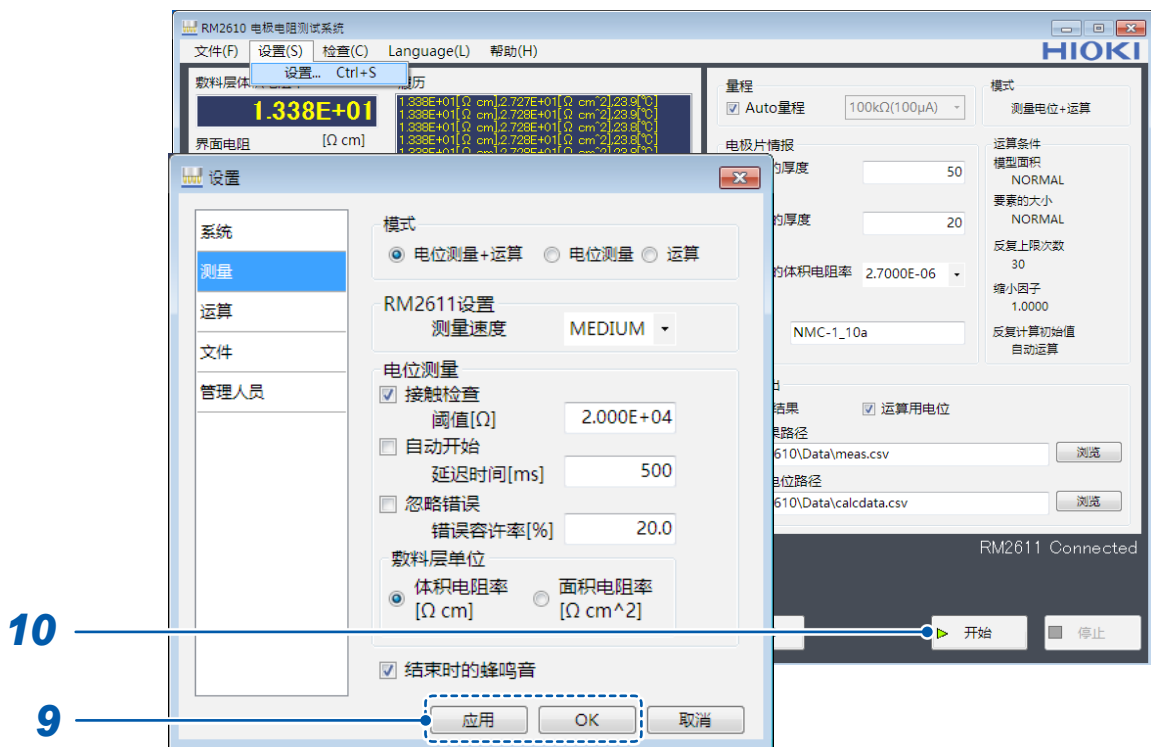 RM2610 电极电阻测试系统
文件(F) 设置(S) 检查(C) Language(L) 帮助(H)
HIOKI
设置... Ctrl+S
敷料层体
历
1.338E+01
界面电阻 [Ω cm]
1.338E+01[Ω cm],2.727E+01[Ω cm^2],23.9[℃]
1.338E+01[Ω cm],2.728E+01[Ω cm^2],23.9[℃]
1.338E+01[Ω cm],2.728E+01[Ω cm^2],23.8[℃]
1.338E+01[Ω cm],2.728E+01[Ω cm^2],23.8[℃]
量程
Auto量程 100kΩ(100μA)
模式
测量电位+运算
电极片情报
的厚度 50
的厚度 20
的体积电阻率 2.7000E-06
NMC-1_10a
运算条件
模型面积
NORMAL
要素的大小
NORMAL
反复上限次数
30
缩小因子
1.0000
反复计算初始值
自动运算
结果 运算用电位
果路径
610\Data\meas.csv 浏览
电位路径
610\Data\calcdata.csv 浏览
RM2611 Connected
开始 停止
设置
系统
测量
运算
文件
管理人员
模式
电位测量+运算 电位测量 运算
RM2611设置
测量速度 MEDIUM
电位测量
接触检查
阈值[Ω] 2.000E+04
自动开始
延迟时间[ms] 500
忽略错误
错误容许率[%] 20.0
敷料层单位
体积电阻率 面积电阻率
[Ω cm] [Ω cm^2]
结束时的蜂鸣音
应用 OK 取消
10
9